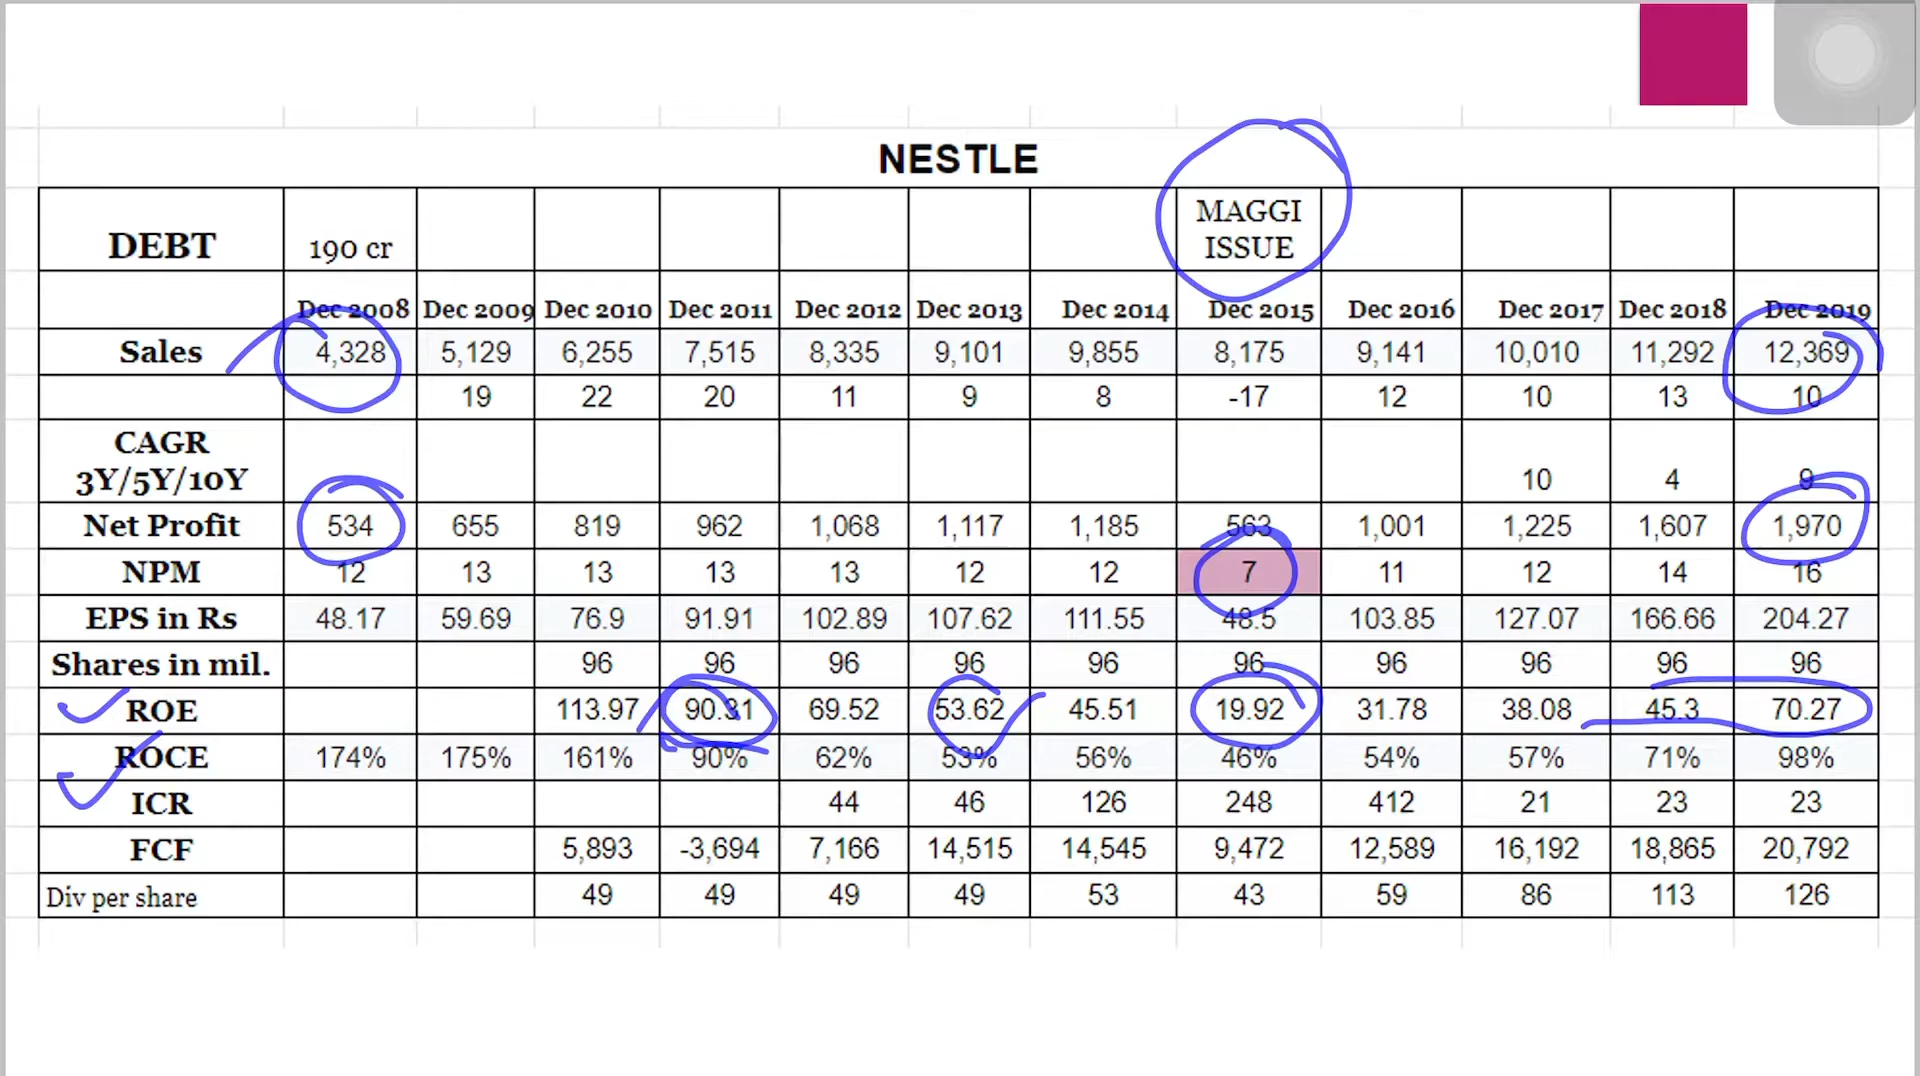 NESTLE
DEBT 190 cr MAGGI ISSUE
Dec 2008 Dec 2009 Dec 2010 Dec 2011 Dec 2012 Dec 2013 Dec 2014 Dec 2015 Dec 2016 Dec 2017 Dec 2018 Dec 2019
Sales 4,328 5,129 6,255 7,515 8,335 9,101 9,855 8,175 9,141 10,010 11,292 12,369
19 22 20 11 9 8 -17 12 10 13 10
CAGR
3Y/5Y/10Y 10 4 9
Net Profit 534 655 819 962 1,068 1,117 1,185 563 1,001 1,225 1,607 1,970
NPM 12 13 13 13 13 12 12 7 11 12 14 16
EPS in Rs 48.17 59.69 76.9 91.91 102.89 107.62 111.55 48.5 103.85 127.07 166.66 204.27
Shares in mil. 96 96 96 96 96 96 96 96 96 96
ROE 113.97 90.31 69.52 53.62 45.51 19.92 31.78 38.08 45.3 70.27
ROCE 174% 175% 161% 90% 62% 53% 56% 46% 54% 57% 71% 98%
ICR 44 46 126 248 412 21 23 23
FCF 5,893 -3,694 7,166 14,515 14,545 9,472 12,589 16,192 18,865 20,792
Div per share 49 49 49 49 53 43 59 86 113 126